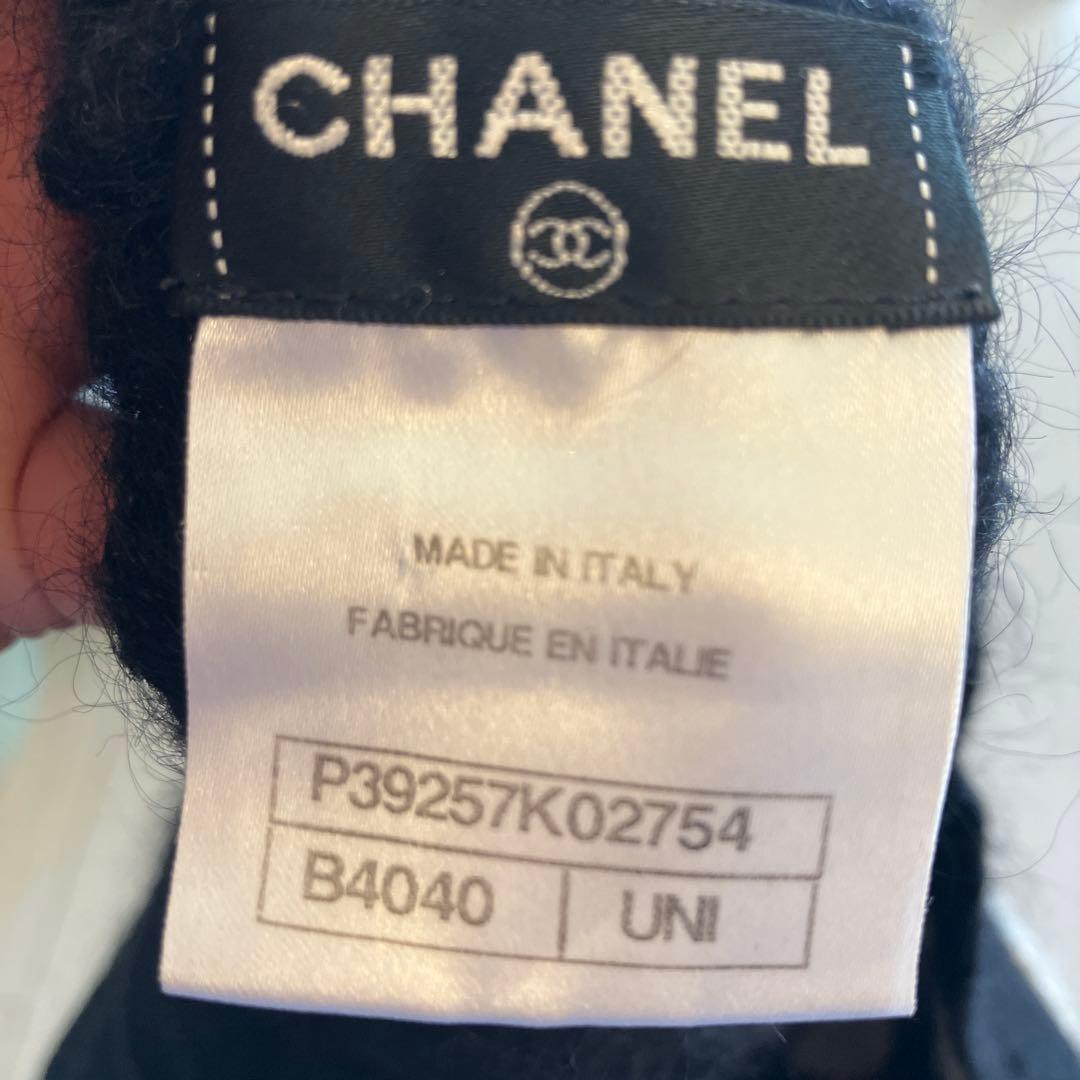 CHANEL
MADE IN ITALY
FABRIQUE EN ITALIE
P39257K02754
B4040 UNI